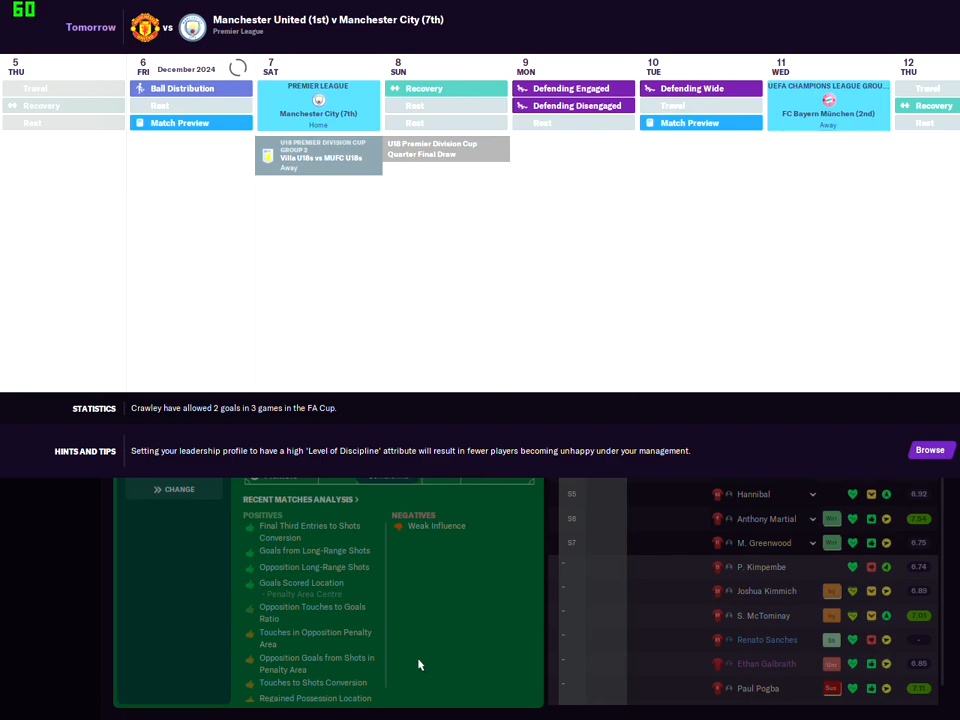 60
Tomorrow
vs
Manchester United (1st) v Manchester City (7th)
Premier League
5
THU
6
FRI
December 2024
7
SAT
8
SUN
9
MON
10
TUE
11
WED
12
THU
Travel
Recovery
Rest
Ball Distribution
Rest
Match Preview
PREMIER LEAGUE
Manchester City (7th)
Home
U18 PREMIER DIVISION CUP
GROUP 2
Villa U18s vs MUFC U18s
Away
Recovery
Rest
Rest
U18 Premier Division Cup
Quarter Final Draw
Defending Engaged
Defending Disengaged
Rest
Defending Wide
Travel
Match Preview
UEFA CHAMPIONS LEAGUE GROU...
FC Bayern München (2nd)
Away
Travel
Recovery
Rest
STATISTICS
Crawley have allowed 2 goals in 3 games in the FA Cup.
HINTS AND TIPS
Setting your leadership profile to have a high 'Level of Discipline' attribute will result in fewer players becoming unhappy under your management.
Browse
CHANGE
RECENT MATCHES ANALYSIS >
POSITIVES
Final Third Entries to Shots
Conversion
Goals from Long-Range Shots
Opposition Long-Range Shots
Goals Scored Location
- Penalty Area Centre
Opposition Touches to Goals
Ratio
Touches in Opposition Penalty
Area
Opposition Goals from Shots in
Penalty Area
Touches to Shots Conversion
Regained Possession Location
NEGATIVES
Weak Influence
S5 Hannibal 6.92
S6 Anthony Martial Wnt 7.54
S7 M. Greenwood Wnt 6.75
- P. Kimpembe 6.74
- Joshua Kimmich Inj 6.89
- S. McTominay Inj 7.01
- Renato Sanches -
- Ethan Galbraith Unr 6.85
- Paul Pogba Sus 7.11